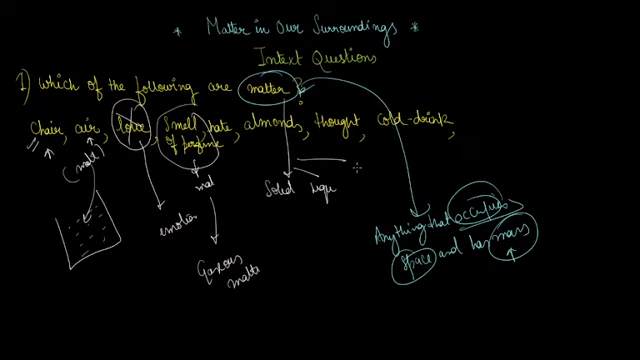 * Matter in Our Surroundings *
Intext Questions
1) Which of the following are matter?
Chair, air, love, Smell of perfume, hate, almonds, thought, cold-drink,
(matt)
mat
Solid liqu
emotion
Gaseous matte
Anything that occupies
space and has mass